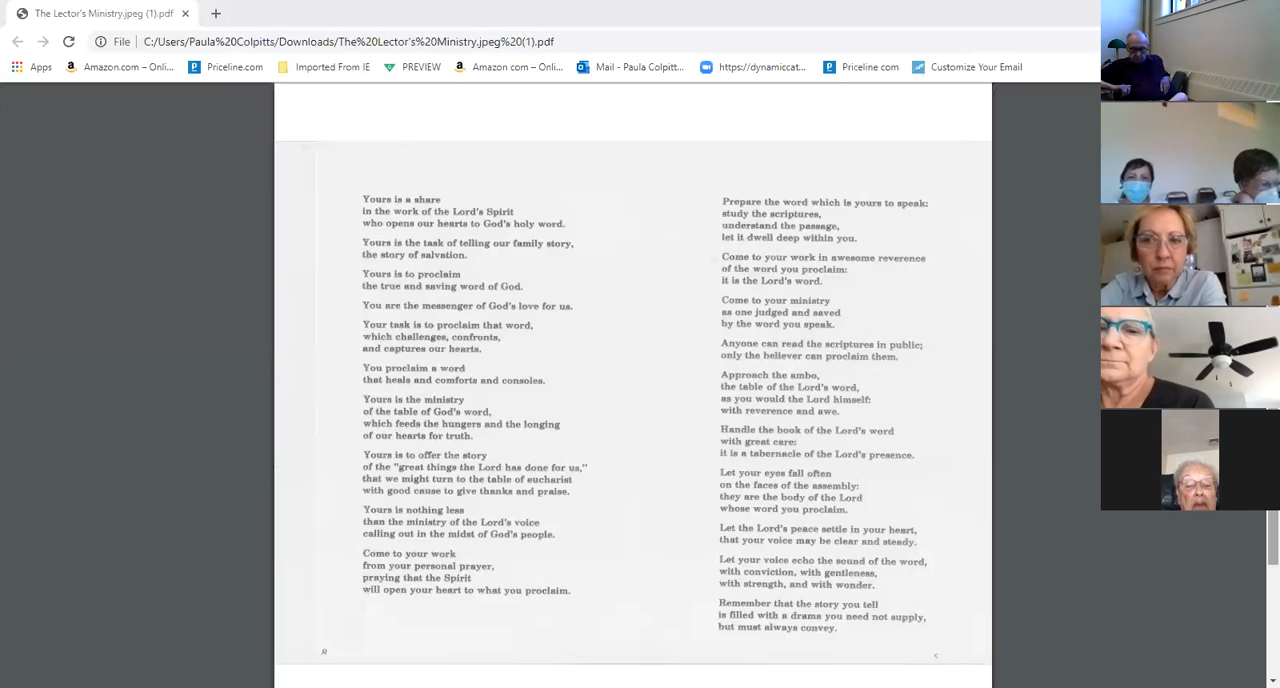 The Lector's Ministry.jpeg (1).pdf
File C:/Users/Paula%20Colpitts/Downloads/The%20Lector's%20Ministry.jpeg%20(1).pdf
Apps Amazon.com – Onli... Priceline.com Imported From IE PREVIEW Amazon com – Onli... Mail - Paula Colpitt... https://dynamiccat... Priceline com Customize Your Email
Yours is a share
in the work of the Lord's Spirit
who opens our hearts to God's holy word.
Yours is the task of telling our family story,
the story of salvation.
Yours is to proclaim
the true and saving word of God.
You are the messenger of God's love for us.
Your task is to proclaim that word,
which challenges, confronts,
and captures our hearts.
You proclaim a word
that heals and comforts and consoles.
Yours is the ministry
of the table of God's word,
which feeds the hungers and the longing
of our hearts for truth.
Yours is to offer the story
of the "great things the Lord has done for us,"
that we might turn to the table of eucharist
with good cause to give thanks and praise.
Yours is nothing less
than the ministry of the Lord's voice
calling out in the midst of God's people.
Come to your work
from your personal prayer,
praying that the Spirit
will open your heart to what you proclaim.
Prepare the word which is yours to speak:
study the scriptures,
understand the passage,
let it dwell deep within you.
Come to your work in awesome reverence
of the word you proclaim:
it is the Lord's word.
Come to your ministry
as one judged and saved
by the word you speak.
Anyone can read the scriptures in public;
only the believer can proclaim them.
Approach the ambo,
the table of the Lord's word,
as you would the Lord himself:
with reverence and awe.
Handle the book of the Lord's word
with great care:
it is a tabernacle of the Lord's presence.
Let your eyes fall often
on the faces of the assembly:
they are the body of the Lord
whose word you proclaim.
Let the Lord's peace settle in your heart,
that your voice may be clear and steady.
Let your voice echo the sound of the word,
with conviction, with gentleness,
with strength, and with wonder.
Remember that the story you tell
is filled with a drama you need not supply,
but must always convey.